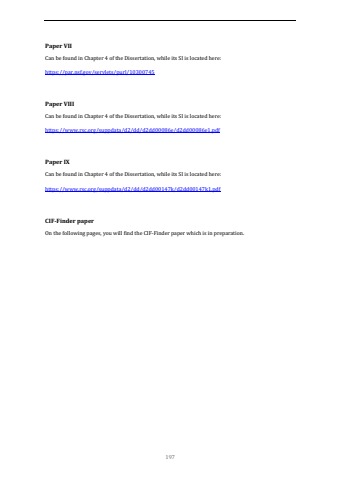 Paper VII
Can be found in Chapter 4 of the Dissertation, while its SI is located here:
https://par.nsf.gov/servlets/purl/10380745
Paper VIII
Can be found in Chapter 4 of the Dissertation, while its SI is located here:
https://www.rsc.org/suppdata/d2/dd/d2dd00086e/d2dd00086e1.pdf
Paper IX
Can be found in Chapter 4 of the Dissertation, while its SI is located here:
https://www.rsc.org/suppdata/d2/dd/d2dd00147k/d2dd00147k1.pdf
CIF-Finder paper
On the following pages, you will find the CIF-Finder paper which is in preparation.